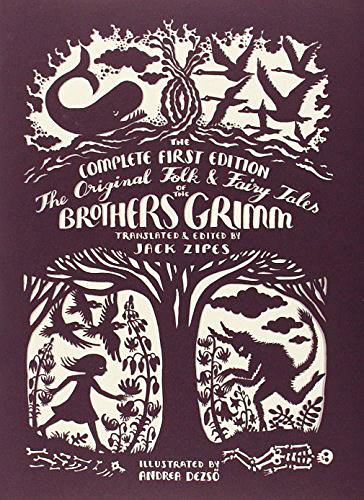 THE
COMPLETE FIRST EDITION
The Original Folk & Fairy Tales
OF THE
BROTHERS GRIMM
TRANSLATED & EDITED BY
JACK ZIPES
ILLUSTRATED BY
ANDREA DEZSÖ